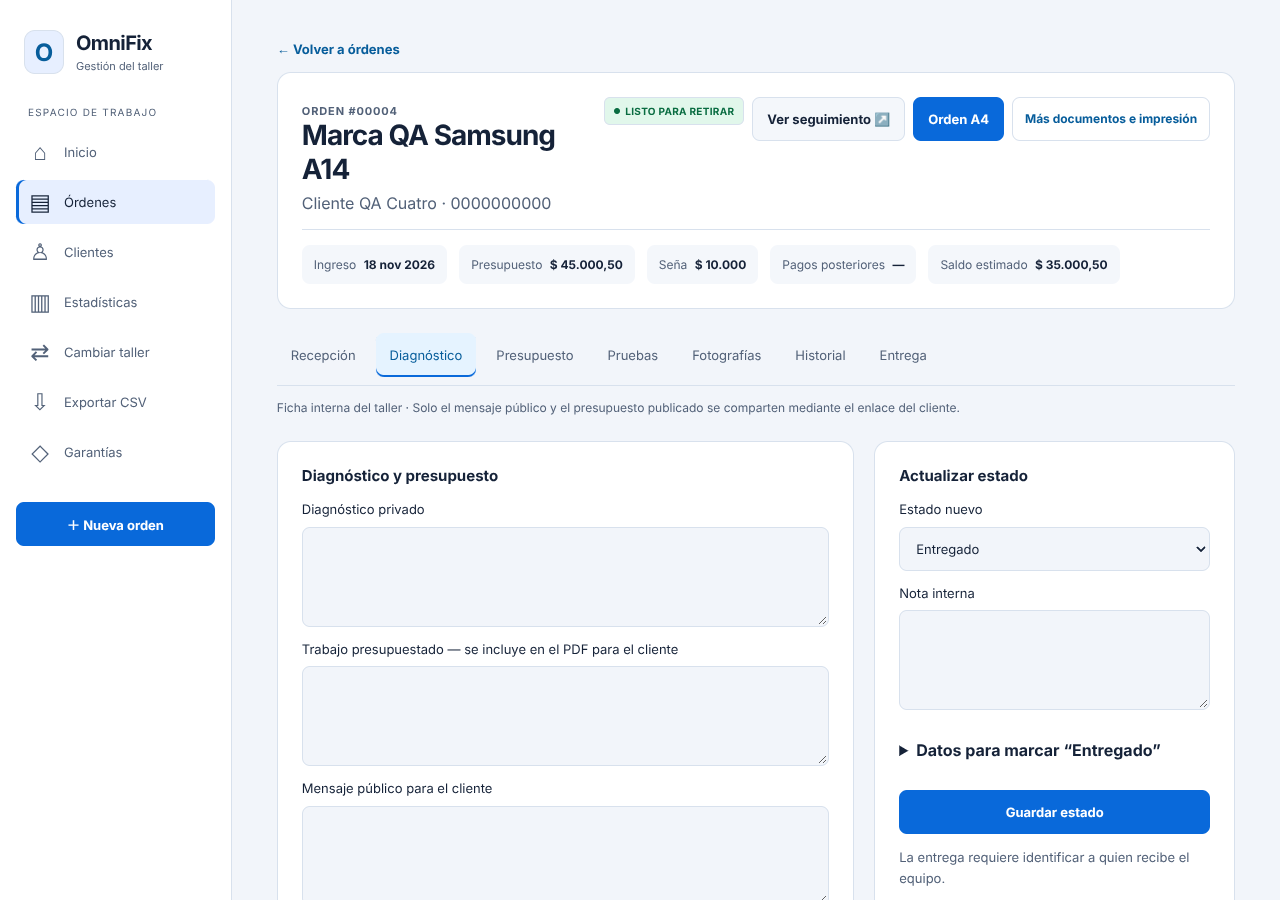 O
OmniFix
Gestión del taller
ESPACIO DE TRABAJO
Inicio
Órdenes
Clientes
Estadísticas
Cambiar taller
Exportar CSV
Garantías
+ Nueva orden
← Volver a órdenes
ORDEN #00004
Marca QA Samsung
A14
Cliente QA Cuatro · 0000000000
LISTO PARA RETIRAR
Ver seguimiento ↗
Orden A4
Más documentos e impresión
Ingreso 18 nov 2026
Presupuesto $ 45.000,50
Seña $ 10.000
Pagos posteriores —
Saldo estimado $ 35.000,50
Recepción
Diagnóstico
Presupuesto
Pruebas
Fotografías
Historial
Entrega
Ficha interna del taller · Solo el mensaje público y el presupuesto publicado se comparten mediante el enlace del cliente.
Diagnóstico y presupuesto
Diagnóstico privado
Trabajo presupuestado — se incluye en el PDF para el cliente
Mensaje público para el cliente
Actualizar estado
Estado nuevo
Entregado
Nota interna
Datos para marcar “Entregado”
Guardar estado
La entrega requiere identificar a quien recibe el
equipo.